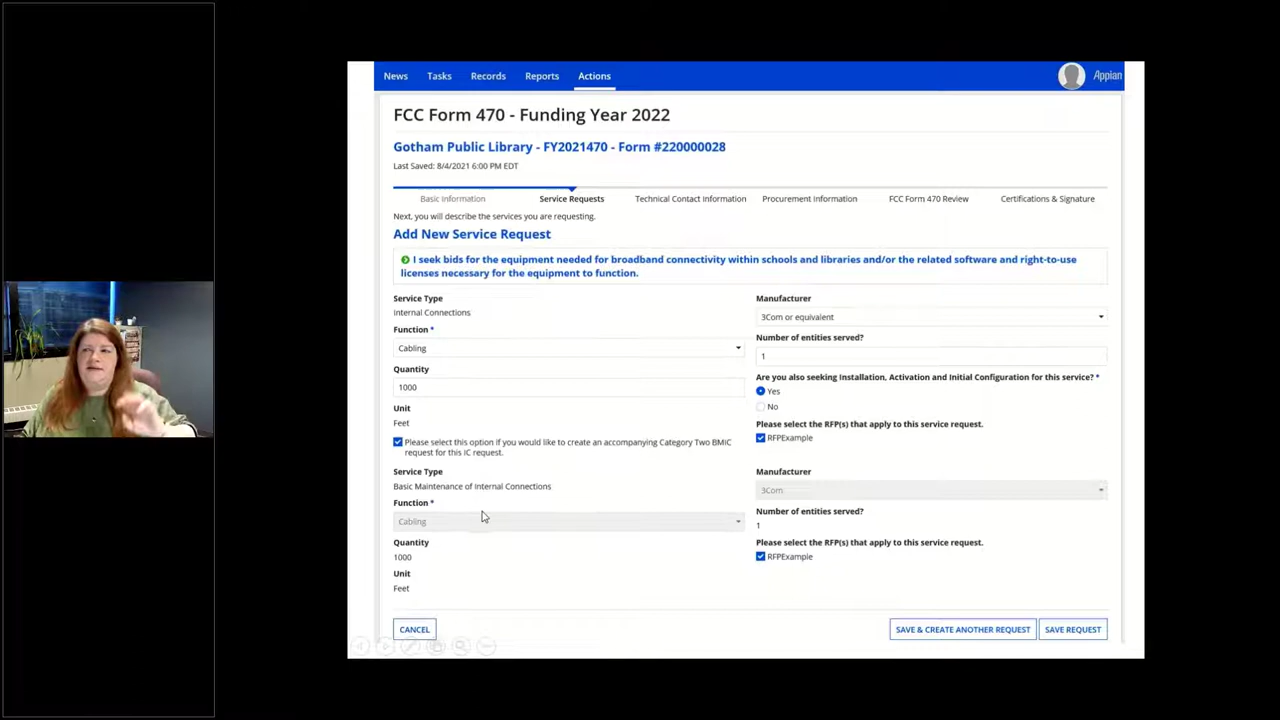 News Tasks Records Reports Actions Appian
FCC Form 470 - Funding Year 2022
Gotham Public Library - FY2021470 - Form #220000028
Last Saved: 8/4/2021 6:00 PM EDT
Basic Information Service Requests Technical Contact Information Procurement Information FCC Form 470 Review Certifications & Signature
Next, you will describe the services you are requesting.
Add New Service Request
I seek bids for the equipment needed for broadband connectivity within schools and libraries and/or the related software and right-to-use
licenses necessary for the equipment to function.
Service Type
Internal Connections
Function *
Cabling
Quantity
1000
Unit
Feet
Please select this option if you would like to create an accompanying Category Two BMIC
request for this IC request.
Manufacturer
3Com or equivalent
Number of entities served?
1
Are you also seeking Installation, Activation and Initial Configuration for this service? *
Yes
No
Please select the RFP(s) that apply to this service request.
RFPExample
Service Type
Basic Maintenance of Internal Connections
Function *
Cabling
Quantity
1000
Unit
Feet
Manufacturer
3Com
Number of entities served?
1
Please select the RFP(s) that apply to this service request.
RFPExample
CANCEL SAVE & CREATE ANOTHER REQUEST SAVE REQUEST